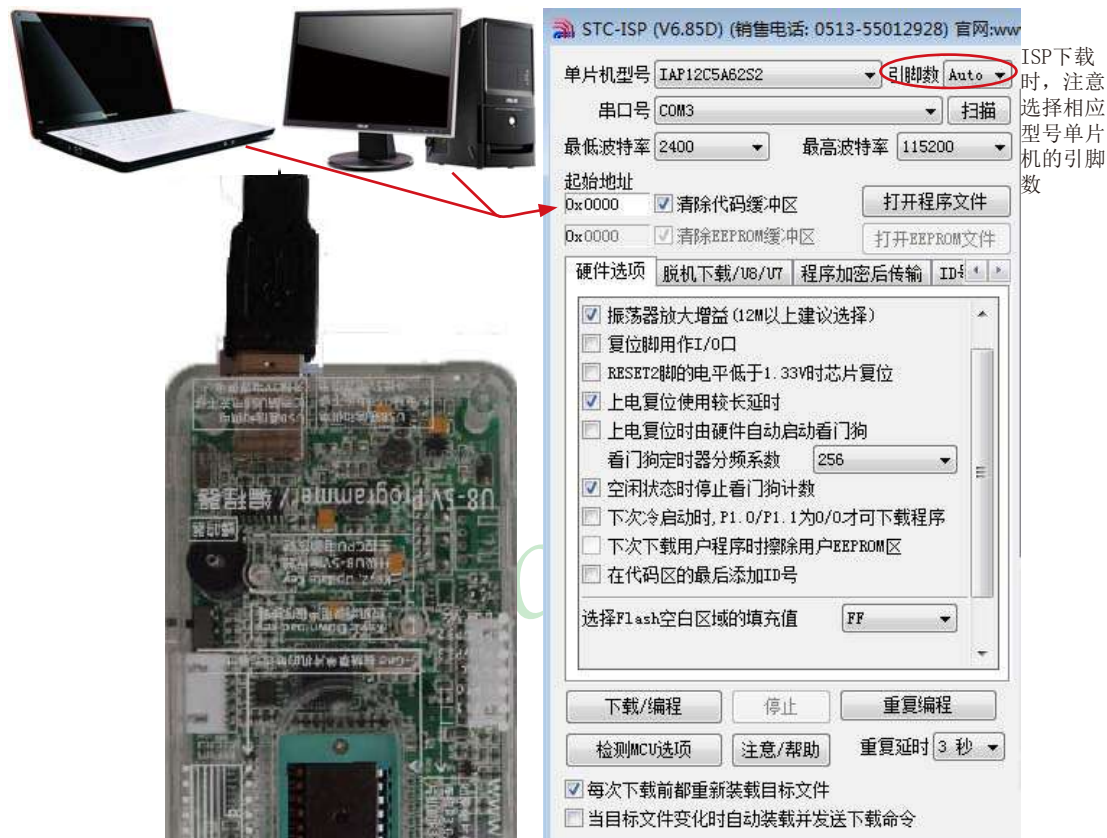 STC-ISP (V6.85D) (销售电话: 0513-55012928) 官网:www
单片机型号 IAP12C5A62S2 引脚数 Auto
串口号 COM3 扫描
最低波特率 2400 最高波特率 115200
起始地址
0x0000 清除代码缓冲区 打开程序文件
0x0000 清除EEPROM缓冲区 打开EEPROM文件
硬件选项 脱机下载/U8/U7 程序加密后传输
振荡器放大增益(12M以上建议选择)
复位脚用作I/O口
RESET2脚的电平低于1.33V时芯片复位
上电复位使用较长延时
上电复位时由硬件自动启动看门狗
看门狗定时器分频系数 256
空闲状态时停止看门狗计数
下次冷启动时,P1.0/P1.1为0/0才可下载程序
下次下载用户程序时擦除用户EEPROM区
在代码区的最后添加ID号
选择Flash空白区域的填充值 FF
下载/编程 停止 重复编程
检测MCU选项 注意/帮助 重复延时 3 秒
每次下载前都重新装载目标文件
当目标文件变化时自动装载并发送下载命令
ISP下载
时，注意
选择相应
型号单片
机的引脚
数
U8-5V Programmer / 编程器